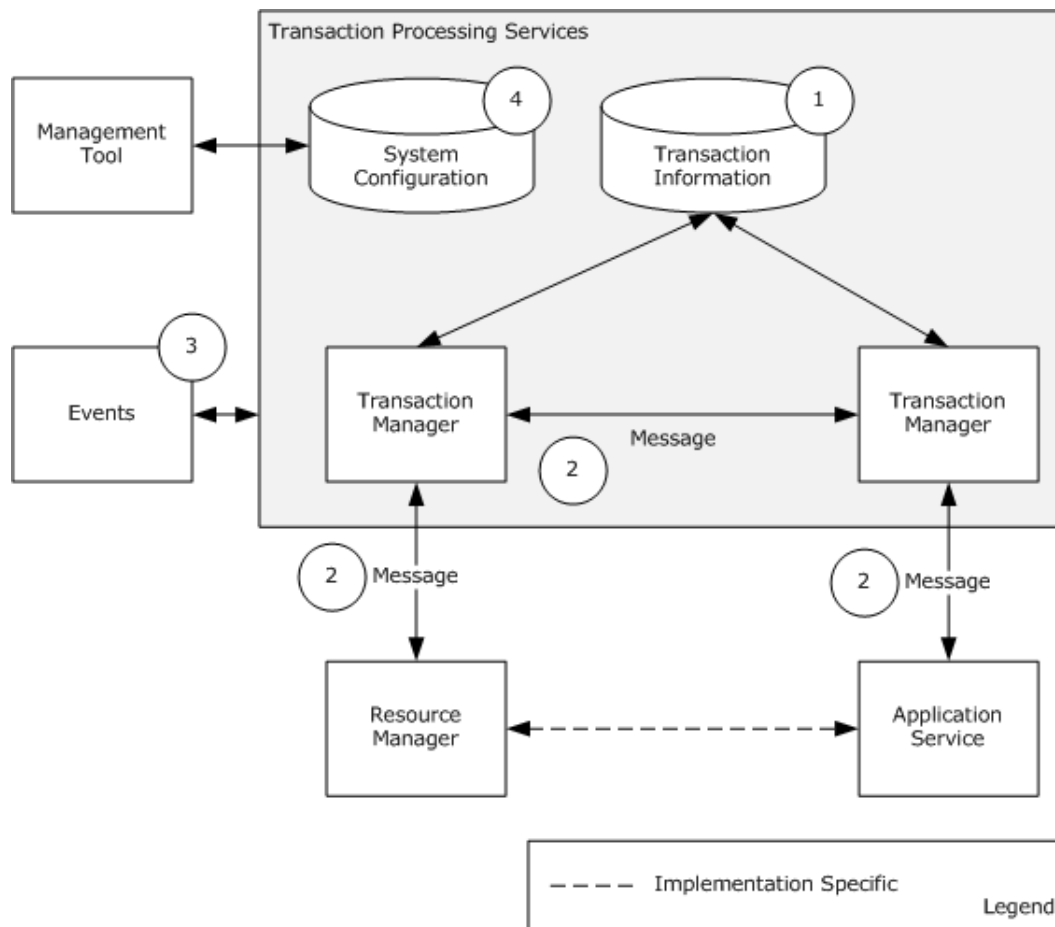 Transaction Processing Services
4
1
Management
Tool
System
Configuration
Transaction
Information
3
Events
Transaction
Manager
Message
2
Transaction
Manager
2
Message
2
Message
Resource
Manager
Application
Service
Implementation Specific
Legend